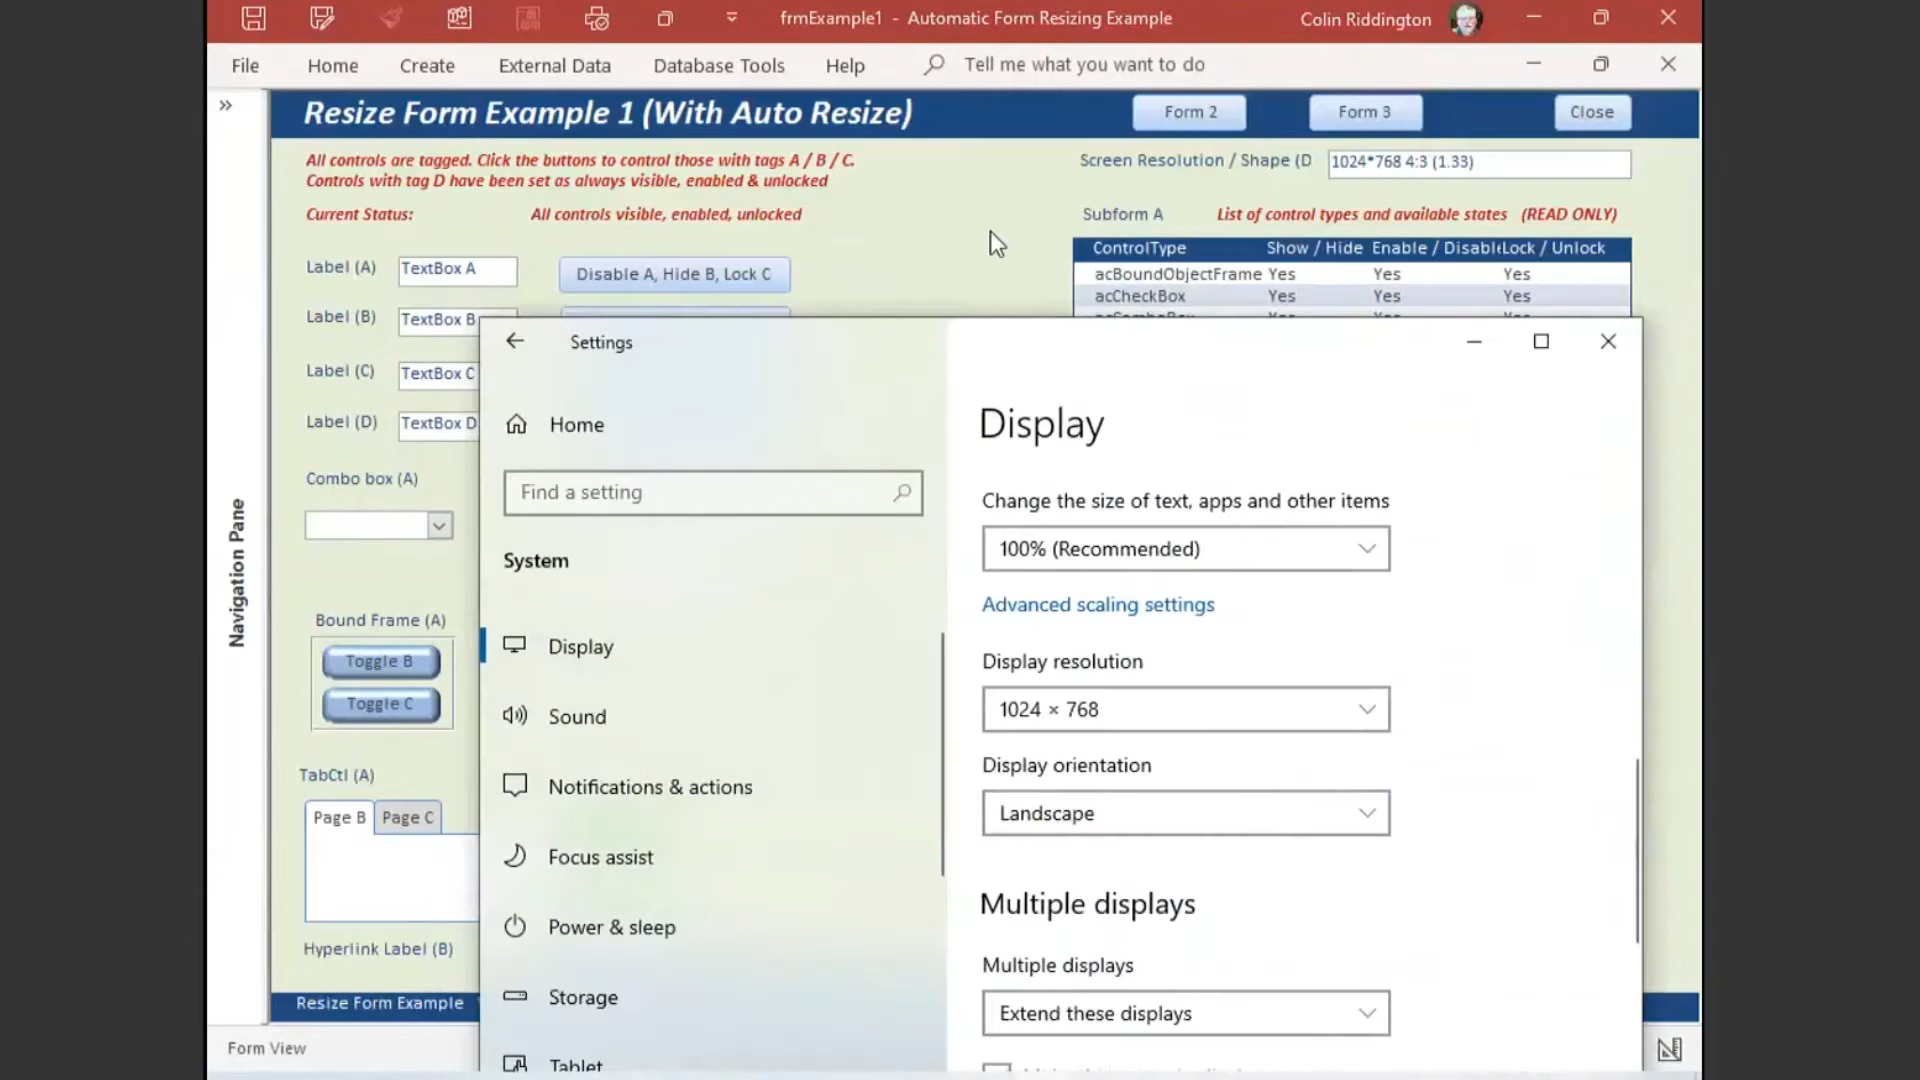 frmExample1 - Automatic Form Resizing Example
Colin Riddington
File Home Create External Data Database Tools Help Tell me what you want to do
Resize Form Example 1 (With Auto Resize)
Form 2
Form 3
Close
All controls are tagged. Click the buttons to control those with tags A / B / C.
Controls with tag D have been set as always visible, enabled & unlocked
Screen Resolution / Shape (D
1024*768 4:3 (1.33)
Current Status: All controls visible, enabled, unlocked
Subform A List of control types and available states (READ ONLY)
ControlType Show / Hide Enable / Disabl Lock / Unlock
acBoundObjectFrame Yes Yes Yes
acCheckBox Yes Yes Yes
Label (A) TextBox A
Disable A, Hide B, Lock C
Label (B) TextBox B
Label (C) TextBox C
Label (D) TextBox D
Combo box (A)
Navigation Pane
Bound Frame (A)
Toggle B
Toggle C
TabCtl (A)
Page B Page C
Hyperlink Label (B)
Resize Form Example
Form View
Settings
Home
Find a setting
System
Display
Sound
Notifications & actions
Focus assist
Power & sleep
Storage
Tablet
Display
Change the size of text, apps and other items
100% (Recommended)
Advanced scaling settings
Display resolution
1024 × 768
Display orientation
Landscape
Multiple displays
Multiple displays
Extend these displays